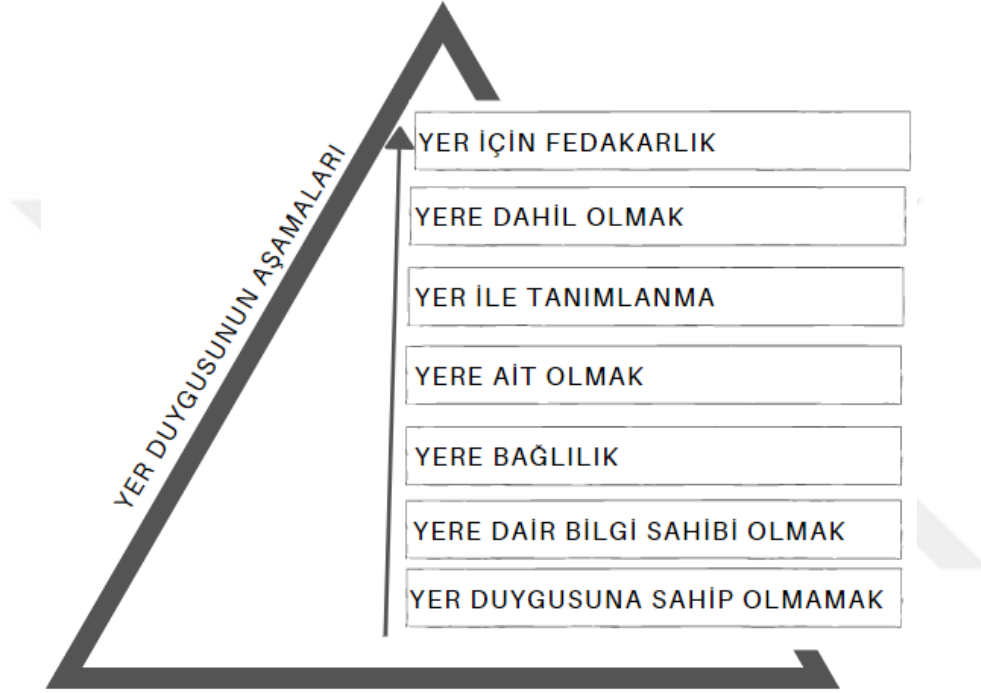 YER DUYGUSUNUN AŞAMALARI
YER İÇİN FEDAKARLIK
YERE DAHİL OLMAK
YER İLE TANIMLANMA
YERE AİT OLMAK
YERE BAĞLILIK
YERE DAİR BİLGİ SAHİBİ OLMAK
YER DUYGUSUNA SAHİP OLMAMAK